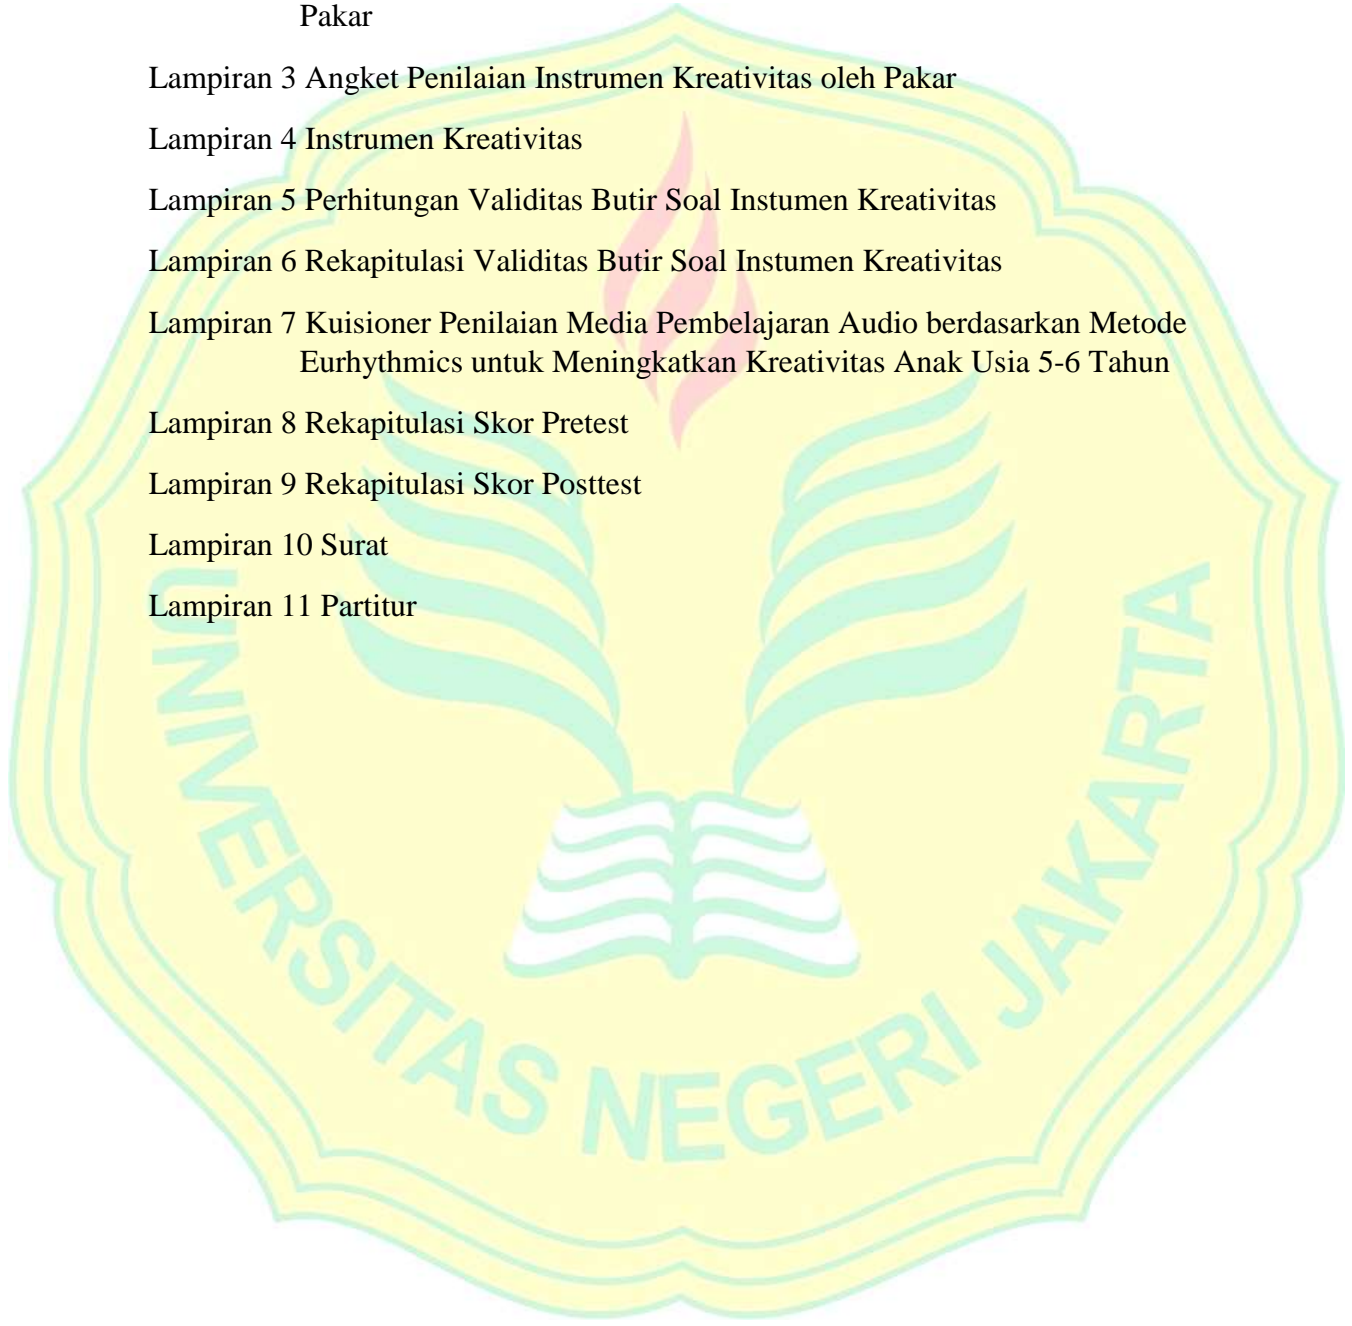 Pakar
Lampiran 3 Angket Penilaian Instrumen Kreativitas oleh Pakar
Lampiran 4 Instrumen Kreativitas
Lampiran 5 Perhitungan Validitas Butir Soal Instumen Kreativitas
Lampiran 6 Rekapitulasi Validitas Butir Soal Instumen Kreativitas
Lampiran 7 Kuisioner Penilaian Media Pembelajaran Audio berdasarkan Metode
Eurhythmics untuk Meningkatkan Kreativitas Anak Usia 5-6 Tahun
Lampiran 8 Rekapitulasi Skor Pretest
Lampiran 9 Rekapitulasi Skor Posttest
Lampiran 10 Surat
Lampiran 11 Partitur
UNIVERSITAS NEGERI JAKARTA